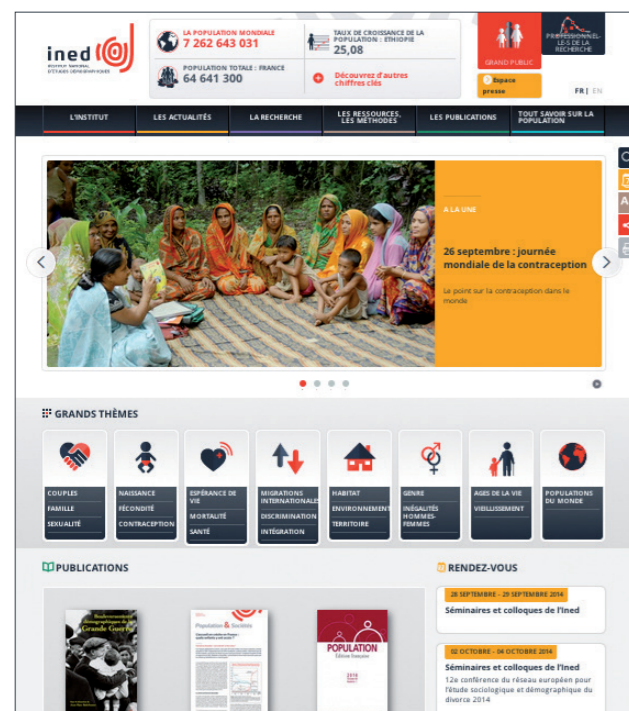 ined
INSTITUT NATIONAL
D'ÉTUDES DÉMOGRAPHIQUES
LA POPULATION MONDIALE
7 262 643 031
TAUX DE CROISSANCE DE LA
POPULATION : ETHIOPIE
25,08
POPULATION TOTALE : FRANCE
64 641 300
Découvrez d'autres
chiffres clés
GRAND PUBLIC
PROFESSIONNEL-
LE-S DE LA
RECHERCHE
Espace
presse
FR | EN
L'INSTITUT
LES ACTUALITÉS
LA RECHERCHE
LES RESSOURCES,
LES MÉTHODES
LES PUBLICATIONS
TOUT SAVOIR SUR LA
POPULATION
A LA UNE
26 septembre : journée
mondiale de la contraception
Le point sur la contraception dans le
monde
GRANDS THÈMES
COUPLES
FAMILLE
SEXUALITÉ
NAISSANCE
FÉCONDITÉ
CONTRACEPTION
ESPÉRANCE DE
VIE
MORTALITÉ
SANTÉ
MIGRATIONS
INTERNATIONALES
DISCRIMINATION
INTÉGRATION
HABITAT
ENVIRONNEMENT
TERRITOIRE
GENRE
INÉGALITÉS
HOMMES-
FEMMES
AGES DE LA VIE
VIEILLISSEMENT
POPULATIONS
DU MONDE
PUBLICATIONS
Grande Guerre
Population & Sociétés
POPULATION
Édition française
RENDEZ-VOUS
28 SEPTEMBRE - 29 SEPTEMBRE 2014
Séminaires et colloques de l'Ined
02 OCTOBRE - 04 OCTOBRE 2014
Séminaires et colloques de l'Ined
12e conférence du réseau européen pour
l'étude sociologique et démographique du
divorce 2014